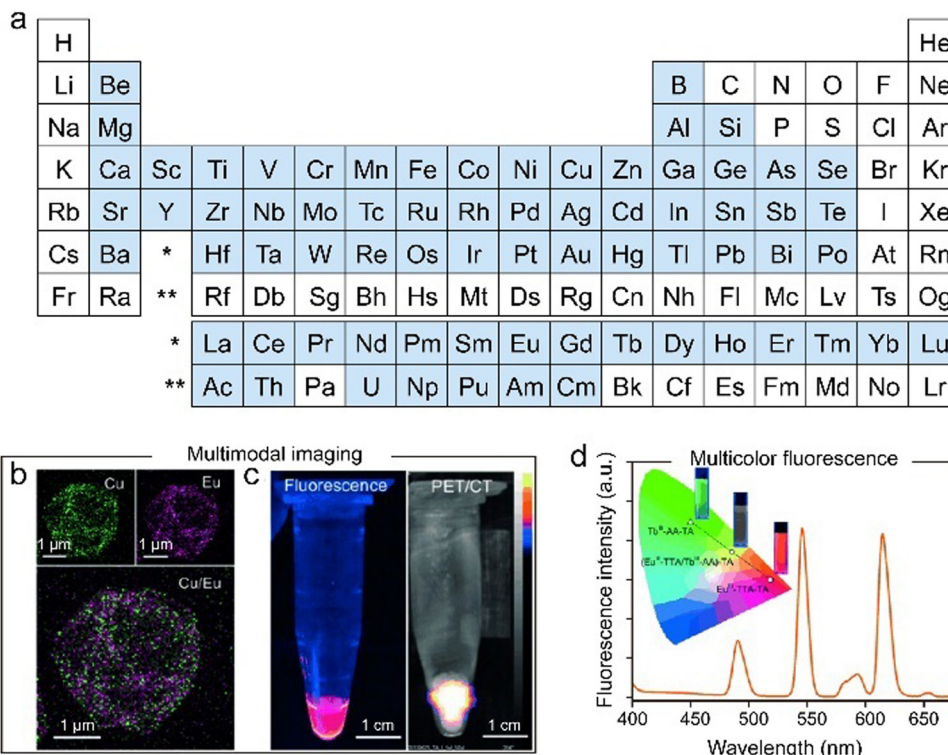 a
H He
Li Be B C N O F Ne
Na Mg Al Si P S Cl Ar
K Ca Sc Ti V Cr Mn Fe Co Ni Cu Zn Ga Ge As Se Br Kr
Rb Sr Y Zr Nb Mo Tc Ru Rh Pd Ag Cd In Sn Sb Te I Xe
Cs Ba * Hf Ta W Re Os Ir Pt Au Hg Tl Pb Bi Po At Rn
Fr Ra ** Rf Db Sg Bh Hs Mt Ds Rg Cn Nh Fl Mc Lv Ts Og
* La Ce Pr Nd Pm Sm Eu Gd Tb Dy Ho Er Tm Yb Lu
** Ac Th Pa U Np Pu Am Cm Bk Cf Es Fm Md No Lr
Multimodal imaging
b
Cu
1 μm
Eu
1 μm
Cu/Eu
1 μm
c
Fluorescence
1 cm
PET/CT
1 cm
d
Multicolor fluorescence
Fluorescence intensity (a.u.)
Tbᴵᴵᴵ-AA-TA
(Euᴵᴵᴵ-TTA/Tbᴵᴵᴵ-AA)-TA
Euᴵᴵᴵ-TTA-TA
400 450 500 550 600 650
Wavelength (nm)